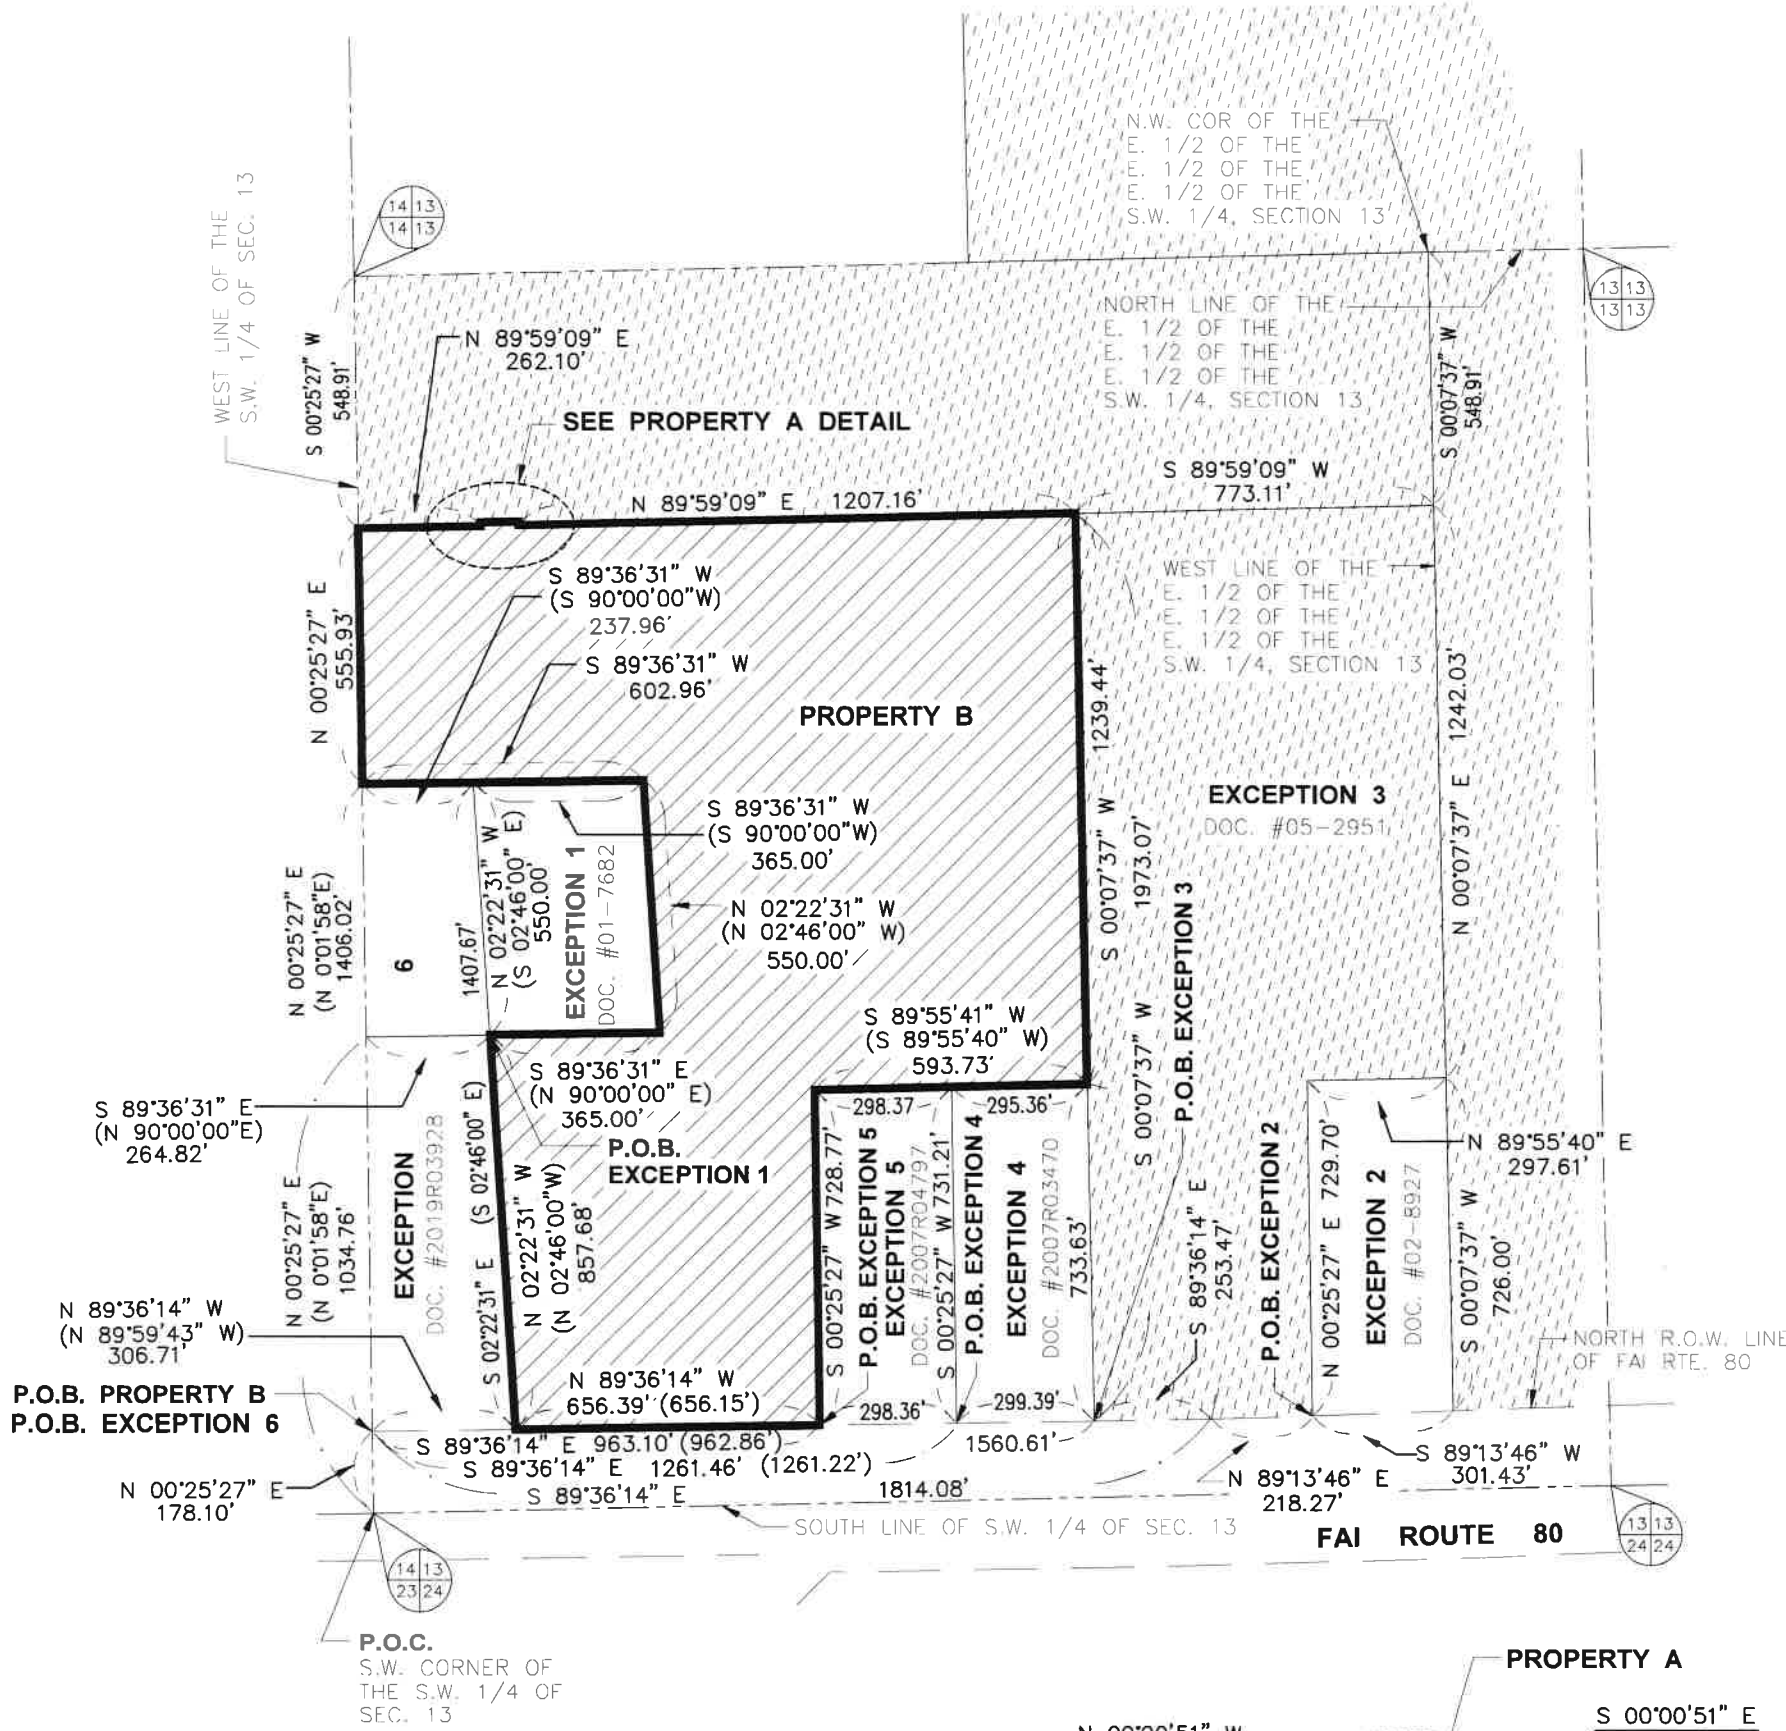 N.W. COR OF THE
E. 1/2 OF THE
E. 1/2 OF THE
E. 1/2 OF THE
S.W. 1/4, SECTION 13
WEST LINE OF THE
S.W. 1/4 OF SEC. 13
14 13
14 13
13 13
13 13
NORTH LINE OF THE
E. 1/2 OF THE
E. 1/2 OF THE
E. 1/2 OF THE
S.W. 1/4, SECTION 13
S 00°25'27" W
548.91'
N 89°59'09" E
262.10'
S 00°07'37" W
548.91'
SEE PROPERTY A DETAIL
S 89°59'09" W
773.11'
N 89°59'09" E 1207.16'
WEST LINE OF THE
E. 1/2 OF THE
E. 1/2 OF THE
E. 1/2 OF THE
S.W. 1/4, SECTION 13
N 00°25'27" E
555.93'
S 89°36'31" W
(S 90°00'00"W)
237.96'
S 89°36'31" W
602.96'
PROPERTY B
1239.44'
S 00°07'37" W
N 00°07'37" E 1242.03'
EXCEPTION 3
DOC. #05-2951
S 89°36'31" W
(S 90°00'00"W)
365.00'
S 00°07'37" W 1973.07'
N 00°25'27" E
(N 0°01'58"E)
1406.02'
6
1407.67'
N 02°22'31" W
(S 02°46'00" E)
550.00'
EXCEPTION 1
DOC. #01-7682
N 02°22'31" W
(N 02°46'00" W)
550.00'
P.O.B. EXCEPTION 3
S 00°07'37" W
S 89°55'41" W
(S 89°55'40" W)
593.73'
S 89°36'31" E
(N 90°00'00" E)
365.00'
S 89°36'31" E
(N 90°00'00"E)
264.82'
P.O.B.
EXCEPTION 1
298.37
295.36'
N 89°55'40" E
297.61'
N 00°25'27" E
(N 0°01'58"E)
1034.76'
EXCEPTION
DOC. #2019R03928
S 02°22'31" E (S 02°46'00" E)
N 02°22'31" W
(N 02°46'00"W)
857.68'
S 00°25'27" W 728.77'
P.O.B. EXCEPTION 5
EXCEPTION 5
DOC. #2007R04797
S 00°25'27" W 731.21'
P.O.B. EXCEPTION 4
EXCEPTION 4
DOC. #2007R03470
733.63'
S 89°36'14" E
253.47'
P.O.B. EXCEPTION 2
N 00°25'27" E 729.70'
EXCEPTION 2
DOC. #02-8927
S 00°07'37" W
726.00'
NORTH R.O.W. LINE
OF FAI RTE. 80
N 89°36'14" W
(N 89°59'43" W)
306.71'
P.O.B. PROPERTY B
P.O.B. EXCEPTION 6
N 89°36'14" W
656.39' (656.15')
298.36'
299.39'
S 89°36'14" E 963.10' (962.86')
1560.61'
S 89°36'14" E 1261.46' (1261.22')
S 89°36'14" E 1814.08'
N 00°25'27" E
178.10'
S 89°13'46" W
301.43'
N 89°13'46" E
218.27'
SOUTH LINE OF S.W. 1/4 OF SEC. 13
FAI ROUTE 80
13 13
24 24
14 13
23 24
P.O.C.
S.W. CORNER OF
THE S.W. 1/4 OF
SEC. 13
PROPERTY A
S 00°00'51" E
N 00°00'51" W